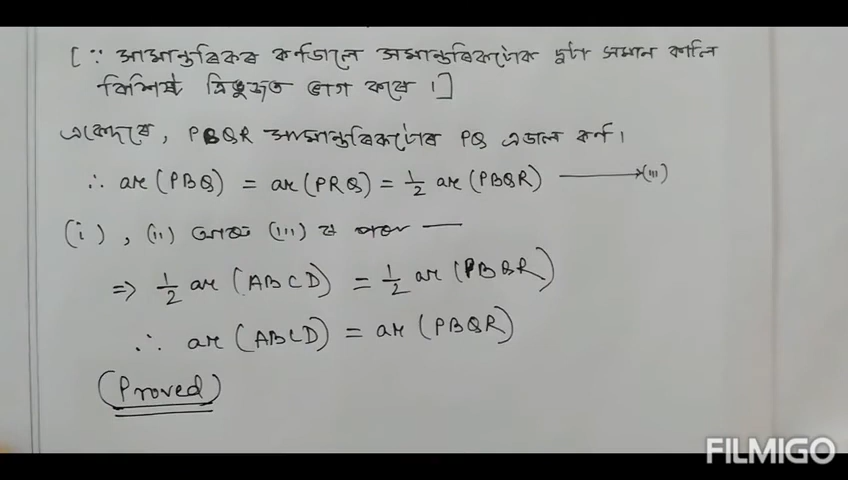 [ ∵ সামান্তৰিকৰ কৰ্ণডালে সামান্তৰিকটোক দুটা সমান কালি
বিশিষ্ট ত্ৰিভুজত ভাগ কৰে ।]
একেদৰে, PBQR সামান্তৰিকটোৰ PQ এডাল কৰ্ণ ।
∴ ar (PBQ) = ar (PRQ) = 1/2 ar (PBQR) ⟶ (iii)
(i) , (ii) আৰু (iii) ৰ পৰা —
⇒ 1/2 ar (ABCD) = 1/2 ar (PBQR)
∴ ar (ABCD) = ar (PBQR)
(Proved)
FILMIGO